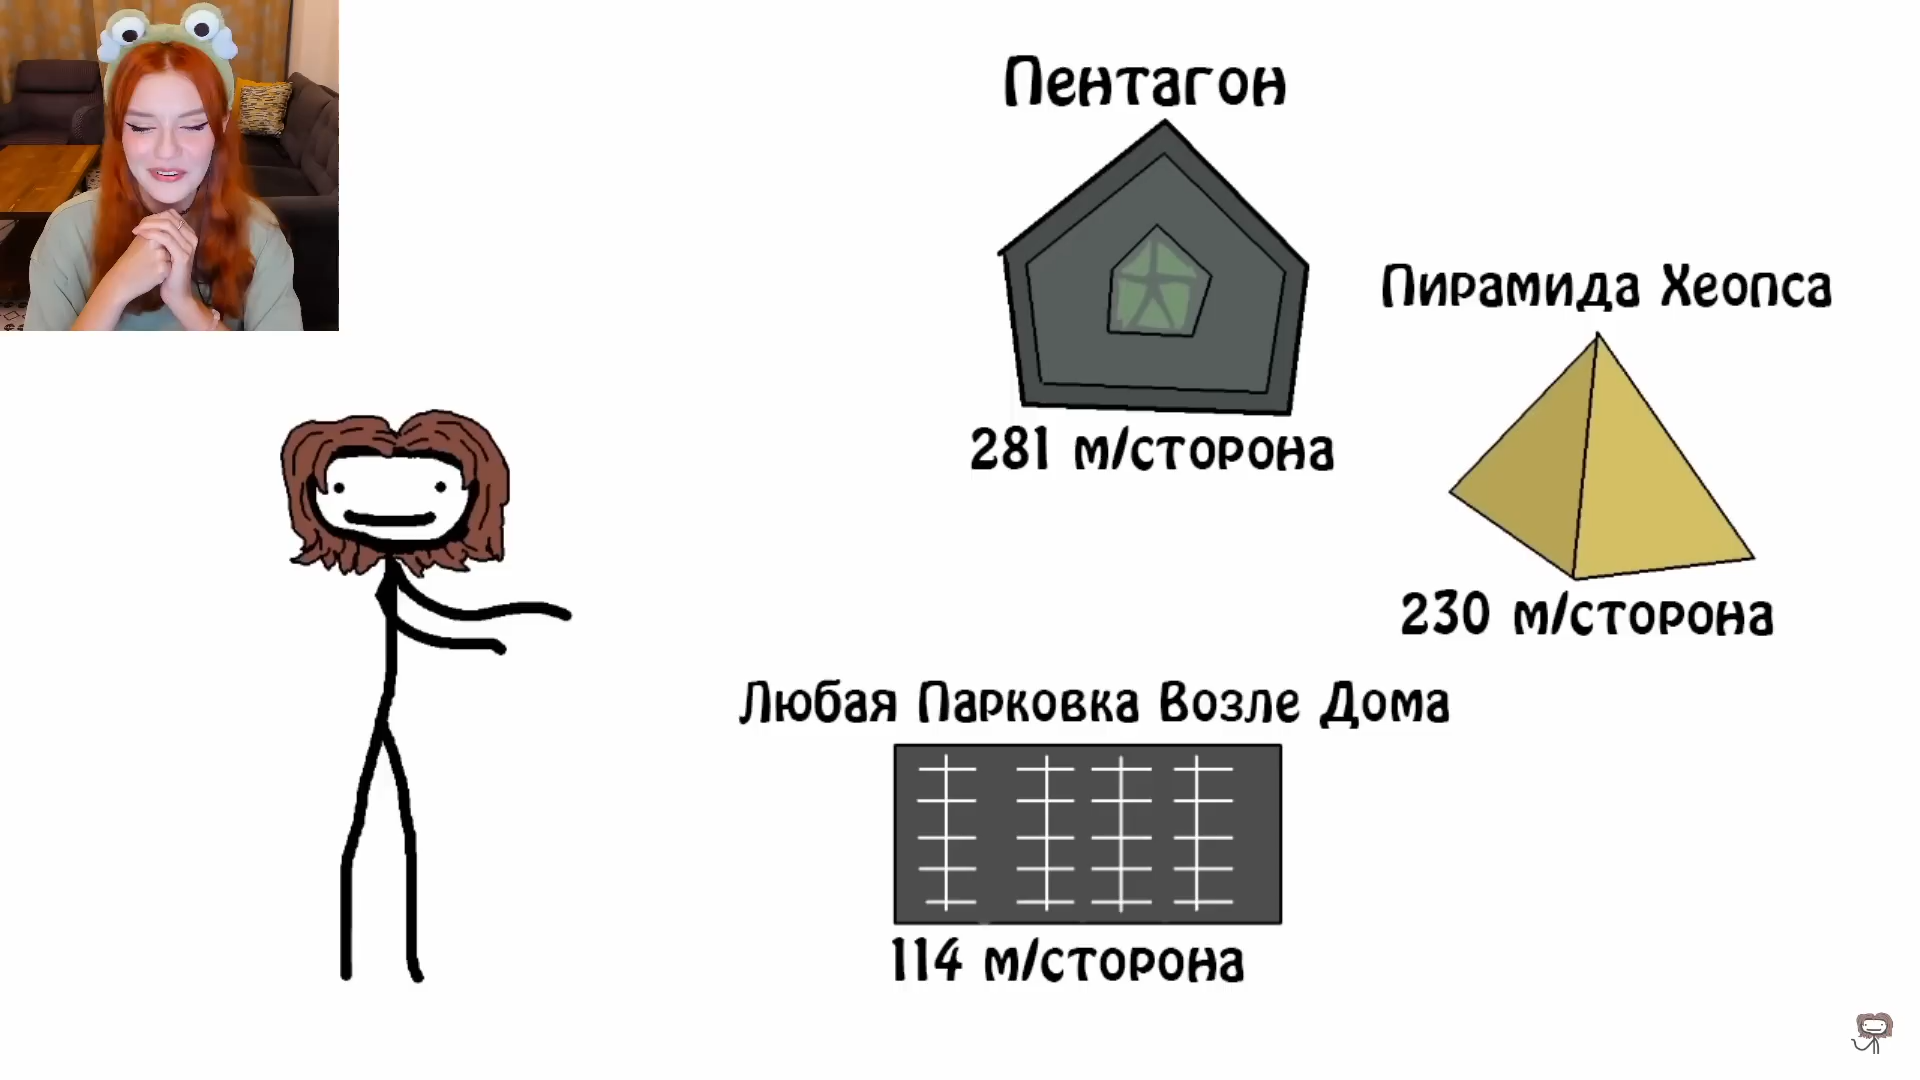 Пентагон
281 м/сторона
Пирамида Хеопса
230 м/сторона
Любая Парковка Возле Дома
114 м/сторона